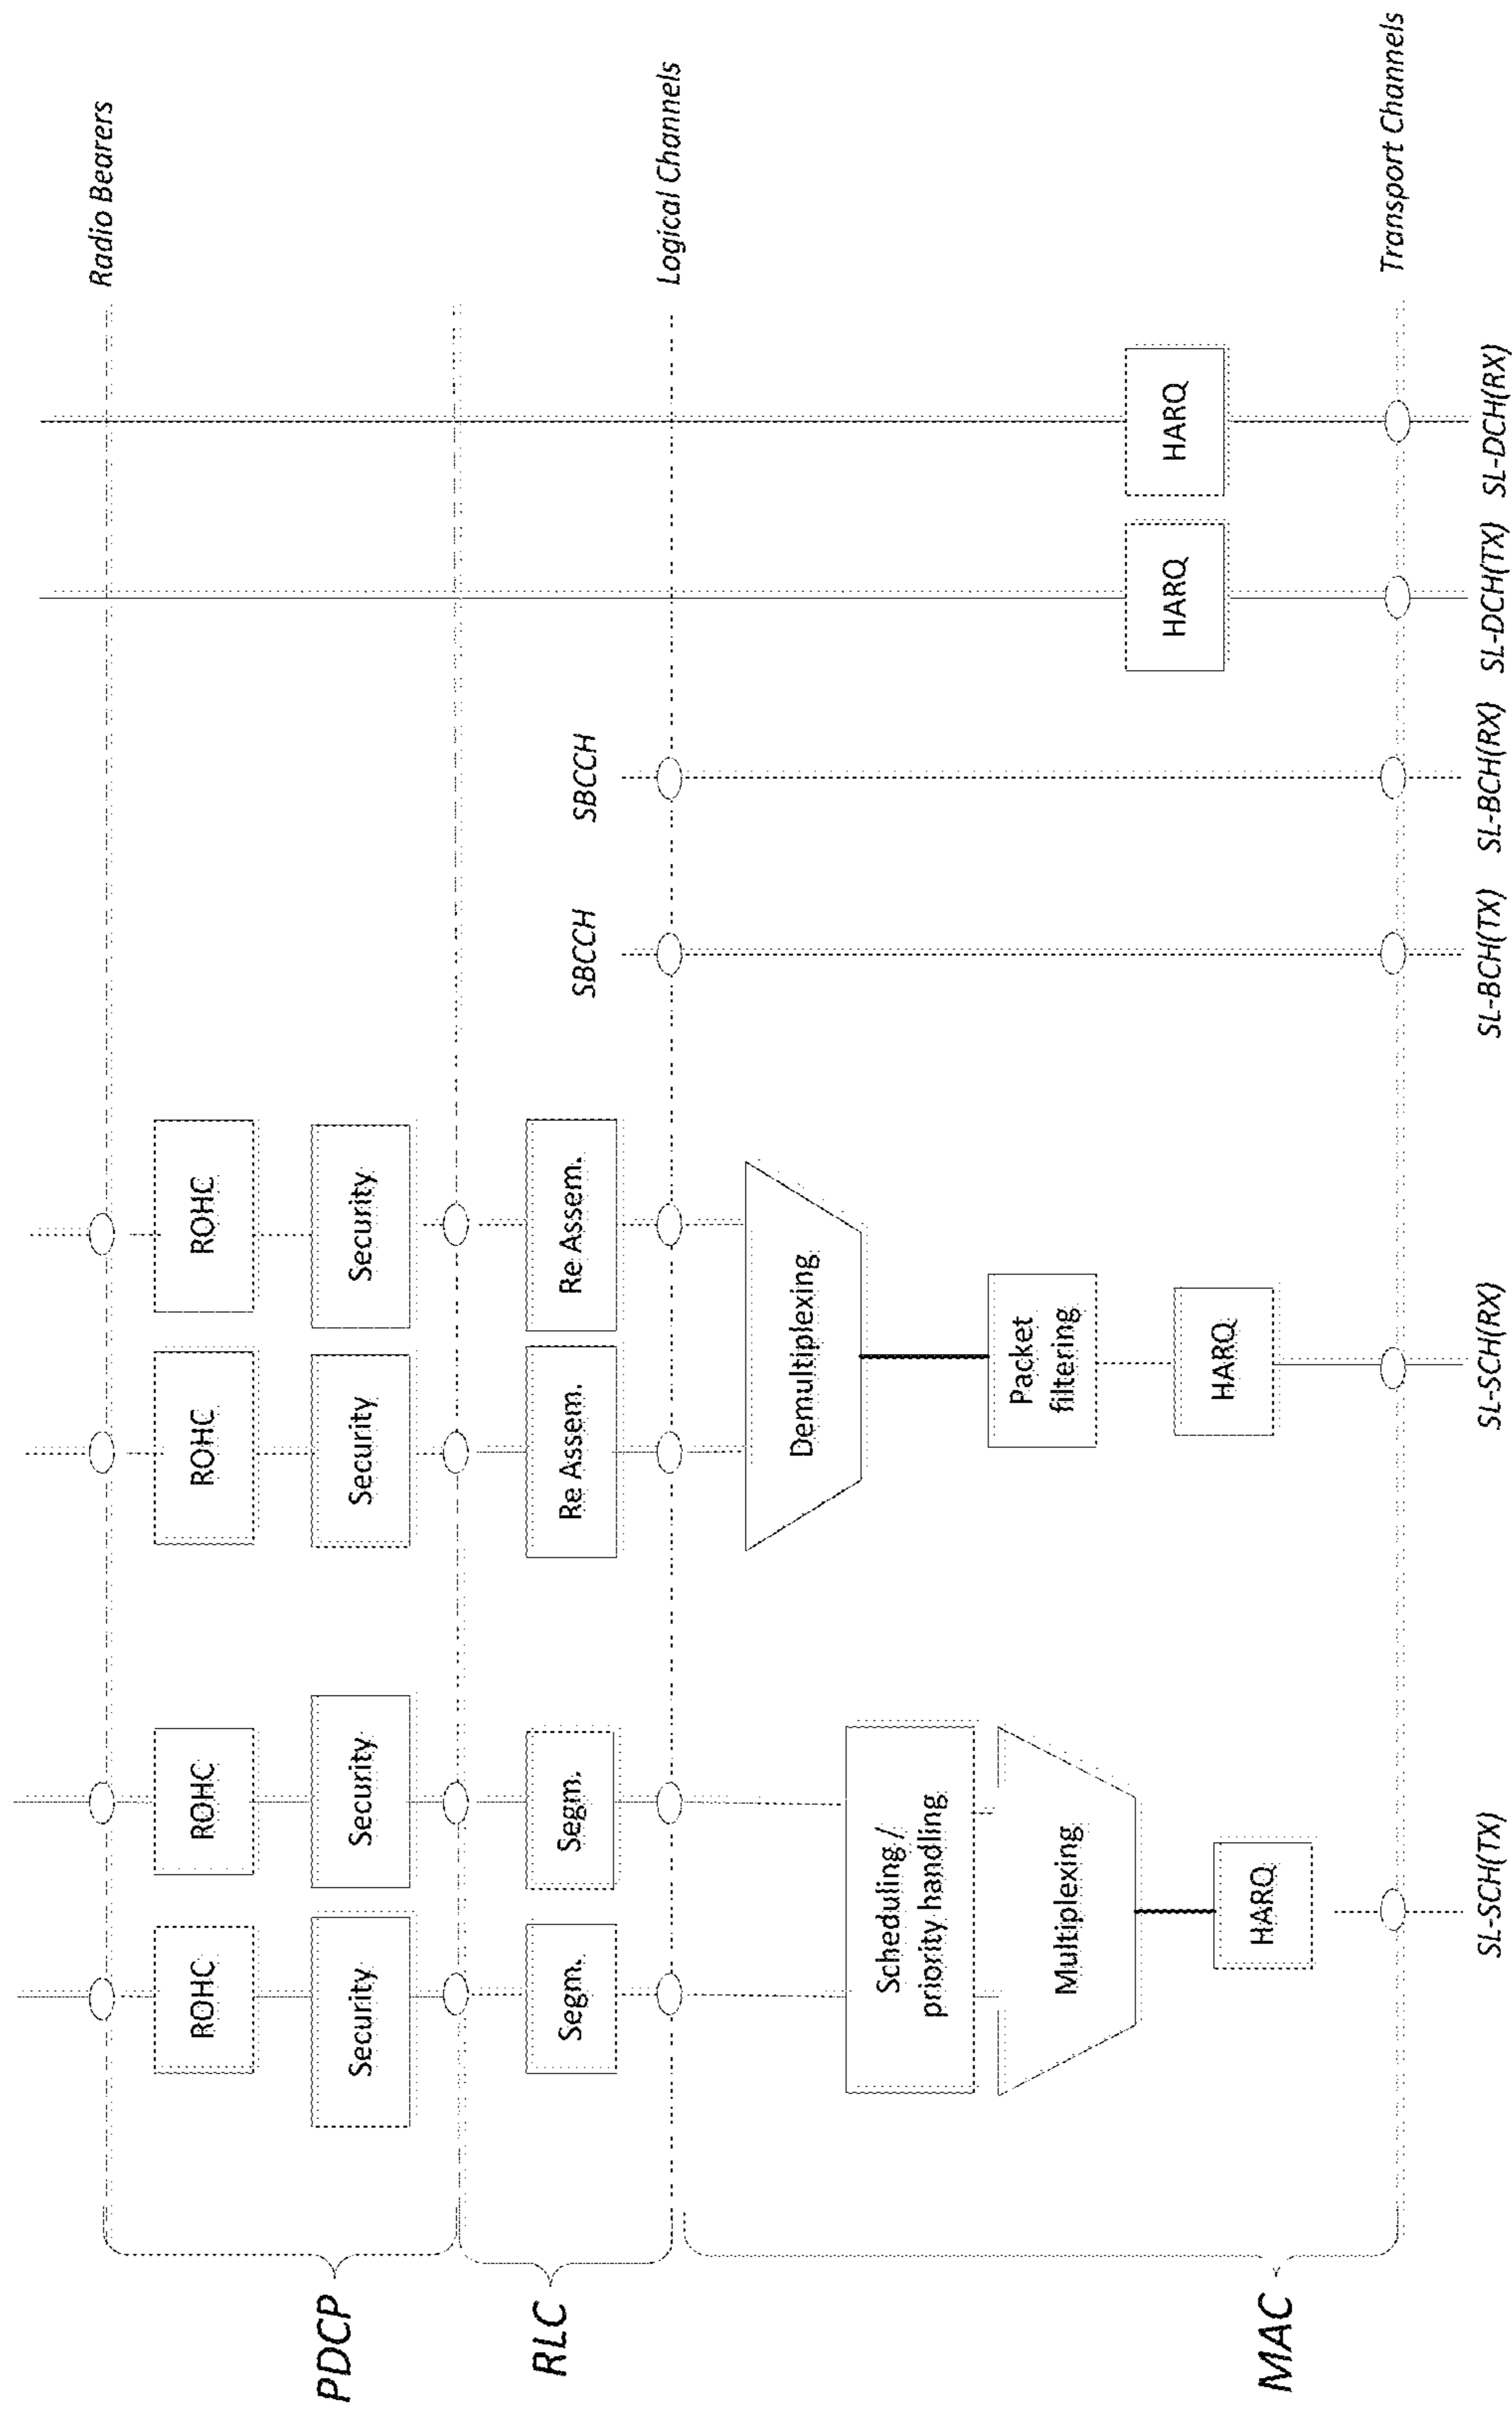 Radio Bearers
PDCP
ROHC
ROHC
ROHC
ROHC
Security
Security
Security
Security
RLC
Segm.
Segm.
Re Assem.
Re Assem.
SBCCH
SBCCH
Logical Channels
MAC
Scheduling /
priority handling
Multiplexing
HARQ
Demultiplexing
Packet
filtering
HARQ
HARQ
HARQ
Transport Channels
SL-SCH(TX)
SL-SCH(RX)
SL-BCH(TX)
SL-BCH(RX)
SL-DCH(TX)
SL-DCH(RX)